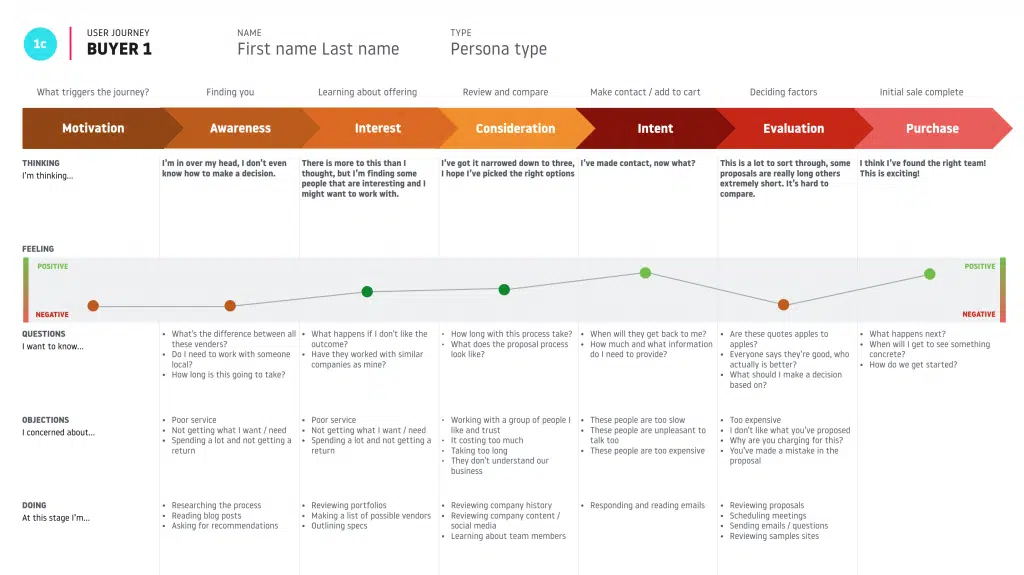 1c
USER JOURNEY
BUYER 1
NAME
First name Last name
TYPE
Persona type
What triggers the journey?
Finding you
Learning about offering
Review and compare
Make contact / add to cart
Deciding factors
Initial sale complete
Motivation
Awareness
Interest
Consideration
Intent
Evaluation
Purchase
THINKING
I'm thinking...
I'm in over my head, I don't even
know how to make a decision.
There is more to this than I
thought, but I'm finding some
people that are interesting and I
might want to work with.
I've got it narrowed down to three,
I hope I've picked the right options
I've made contact, now what?
This is a lot to sort through, some
proposals are really long others
extremely short. It's hard to
compare.
I think I've found the right team!
This is exciting!
FEELING
POSITIVE
NEGATIVE
POSITIVE
NEGATIVE
QUESTIONS
I want to know...
• What's the difference between all
these venders?
• Do I need to work with someone
local?
• How long is this going to take?
• What happens if I don't like the
outcome?
• Have they worked with similar
companies as mine?
• How long with this process take?
• What does the proposal process
look like?
• When will they get back to me?
• How much and what information
do I need to provide?
• Are these quotes apples to
apples?
• Everyone says they're good, who
actually is better?
• What should I make a decision
based on?
• What happens next?
• When will I get to see something
concrete?
• How do we get started?
OBJECTIONS
I concerned about...
• Poor service
• Not getting what I want / need
• Spending a lot and not getting a
return
• Poor service
• Not getting what I want / need
• Spending a lot and not getting a
return
• Working with a group of people I
like and trust
• It costing too much
• Taking too long
• They don't understand our
business
• These people are too slow
• These people are unpleasant to
talk too
• These people are too expensive
• Too expensive
• I don't like what you've proposed
• Why are you charging for this?
• You've made a mistake in the
proposal
DOING
At this stage I'm...
• Researching the process
• Reading blog posts
• Asking for recommendations
• Reviewing portfolios
• Making a list of possible vendors
• Outlining specs
• Reviewing company history
• Reviewing company content /
social media
• Learning about team members
• Responding and reading emails
• Reviewing proposals
• Scheduling meetings
• Sending emails / questions
• Reviewing samples sites